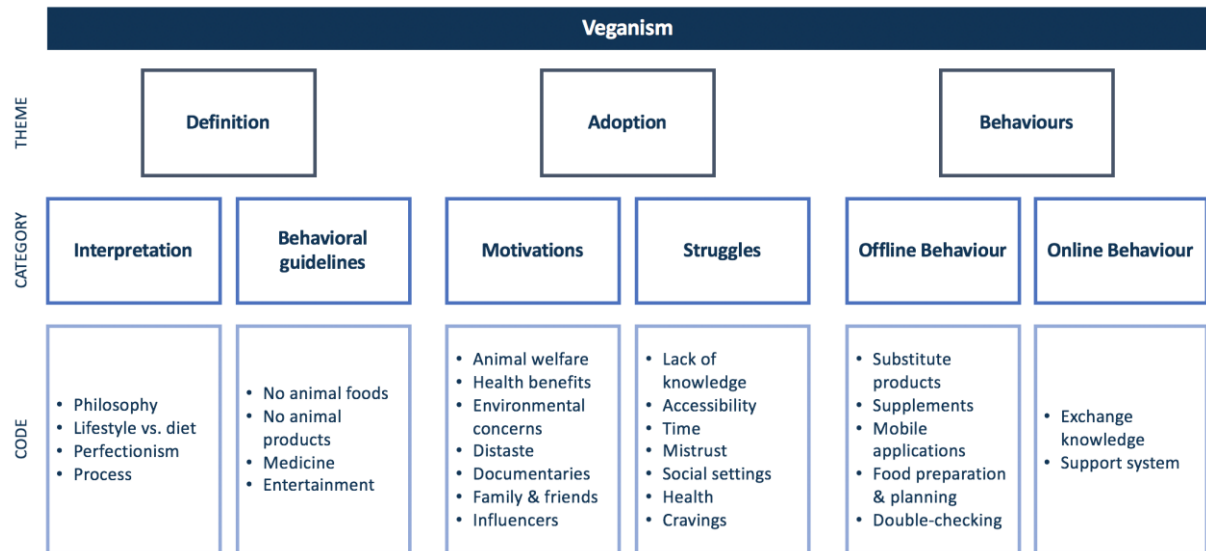 Veganism
THEME
Definition
Adoption
Behaviours
CATEGORY
Interpretation
Behavioral
guidelines
Motivations
Struggles
Offline Behaviour
Online Behaviour
CODE
• Philosophy
• Lifestyle vs. diet
• Perfectionism
• Process
• No animal foods
• No animal
products
• Medicine
• Entertainment
• Animal welfare
• Health benefits
• Environmental
concerns
• Distaste
• Documentaries
• Family & friends
• Influencers
• Lack of
knowledge
• Accessibility
• Time
• Mistrust
• Social settings
• Health
• Cravings
• Substitute
products
• Supplements
• Mobile
applications
• Food preparation
& planning
• Double-checking
• Exchange
knowledge
• Support system